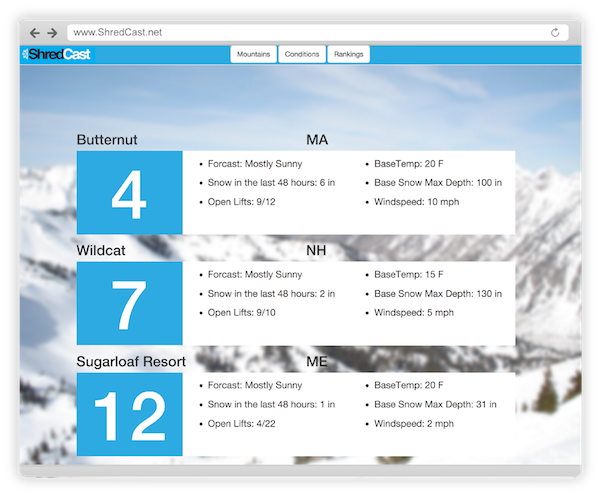 www.ShredCast.net
ShredCast
Mountains
Conditions
Rankings
Butternut MA
4
• Forcast: Mostly Sunny
• Snow in the last 48 hours: 6 in
• Open Lifts: 9/12
• BaseTemp: 20 F
• Base Snow Max Depth: 100 in
• Windspeed: 10 mph
Wildcat NH
7
• Forcast: Mostly Sunny
• Snow in the last 48 hours: 2 in
• Open Lifts: 9/10
• BaseTemp: 15 F
• Base Snow Max Depth: 130 in
• Windspeed: 5 mph
Sugarloaf Resort ME
12
• Forcast: Mostly Sunny
• Snow in the last 48 hours: 1 in
• Open Lifts: 4/22
• BaseTemp: 20 F
• Base Snow Max Depth: 31 in
• Windspeed: 2 mph